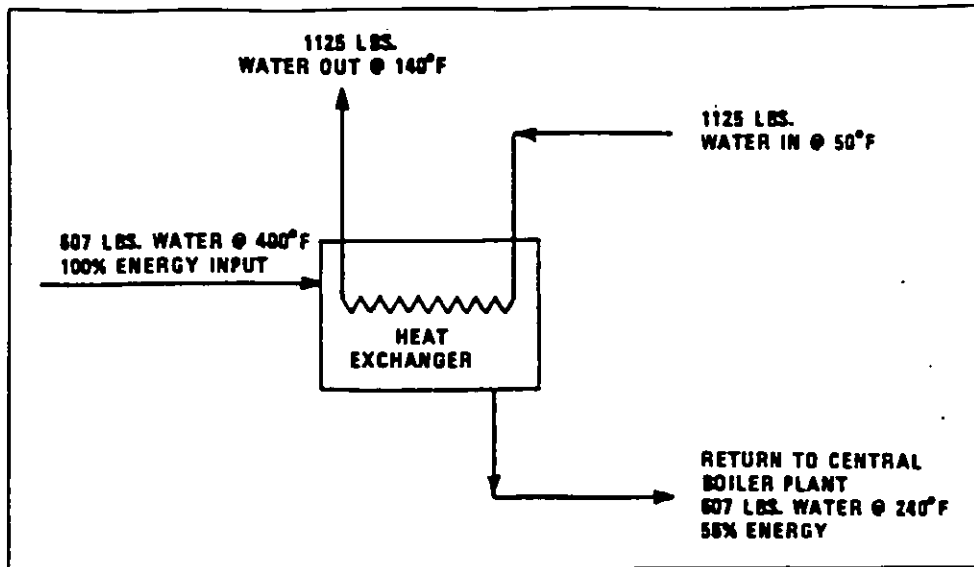 1125 LBS.
WATER OUT @ 140°F
1125 LBS.
WATER IN @ 50°F
607 LBS. WATER @ 400°F
100% ENERGY INPUT
HEAT
EXCHANGER
RETURN TO CENTRAL
BOILER PLANT
607 LBS. WATER @ 240°F
56% ENERGY